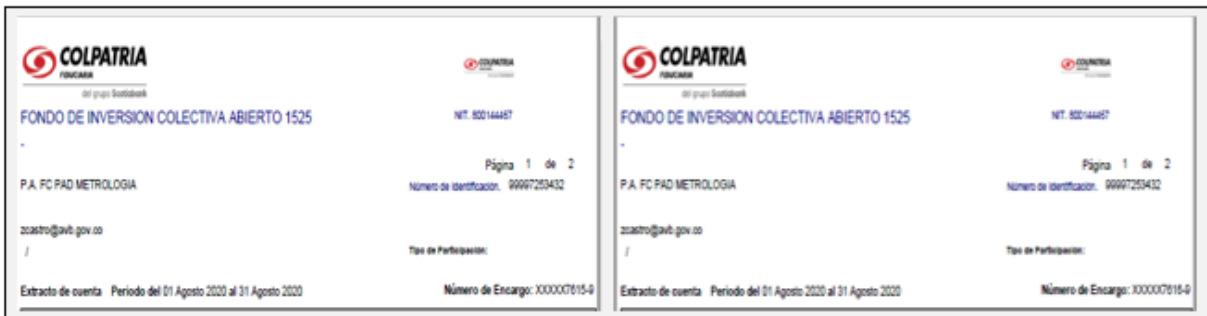 COLPATRIA
FIDUCIARIA
del grupo Scotiabank
COLPATRIA
FONDO DE INVERSION COLECTIVA ABIERTO 1525
NIT. 800144467
-
Página 1 de 2
P.A. FC PAD METROLOGIA
Número de Identificación. 99997253432
zcastro@avb.gov.co
/
Tipo de Participación:
Extracto de cuenta Periodo del 01 Agosto 2020 al 31 Agosto 2020
Número de Encargo: XXXXX7615-9
COLPATRIA
FIDUCIARIA
del grupo Scotiabank
COLPATRIA
FONDO DE INVERSION COLECTIVA ABIERTO 1525
NIT. 800144467
-
Página 1 de 2
P.A. FC PAD METROLOGIA
Número de Identificación. 99997253432
zcastro@avb.gov.co
/
Tipo de Participación:
Extracto de cuenta Periodo del 01 Agosto 2020 al 31 Agosto 2020
Número de Encargo: XXXXX7615-9